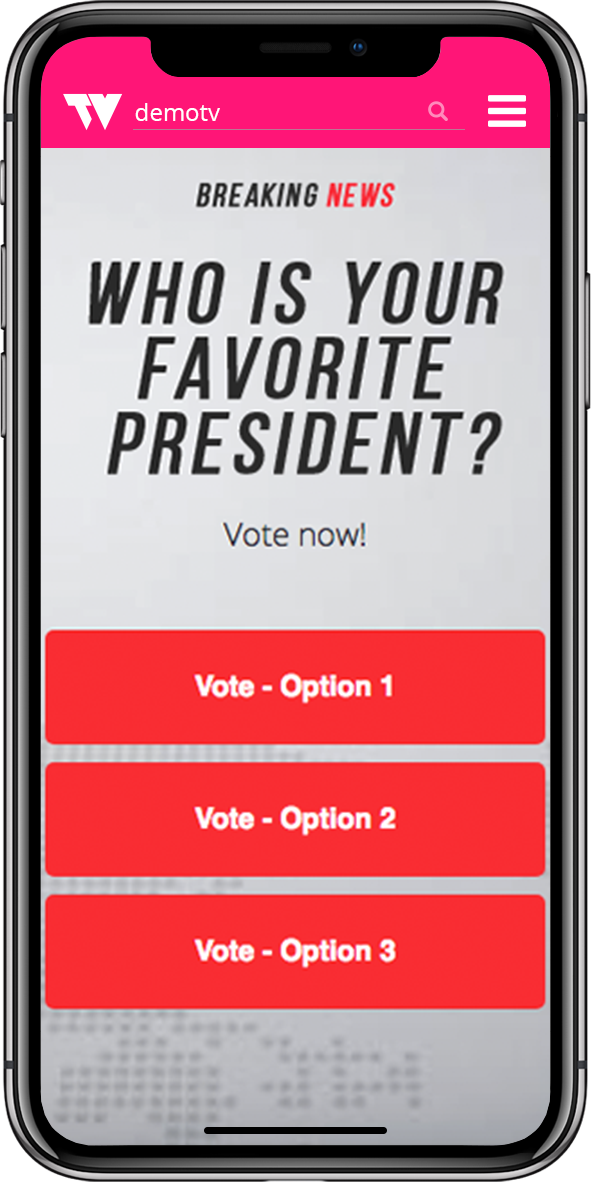 TV demotv
BREAKING NEWS
WHO IS YOUR
FAVORITE
PRESIDENT?
Vote now!
Vote - Option 1
Vote - Option 2
Vote - Option 3